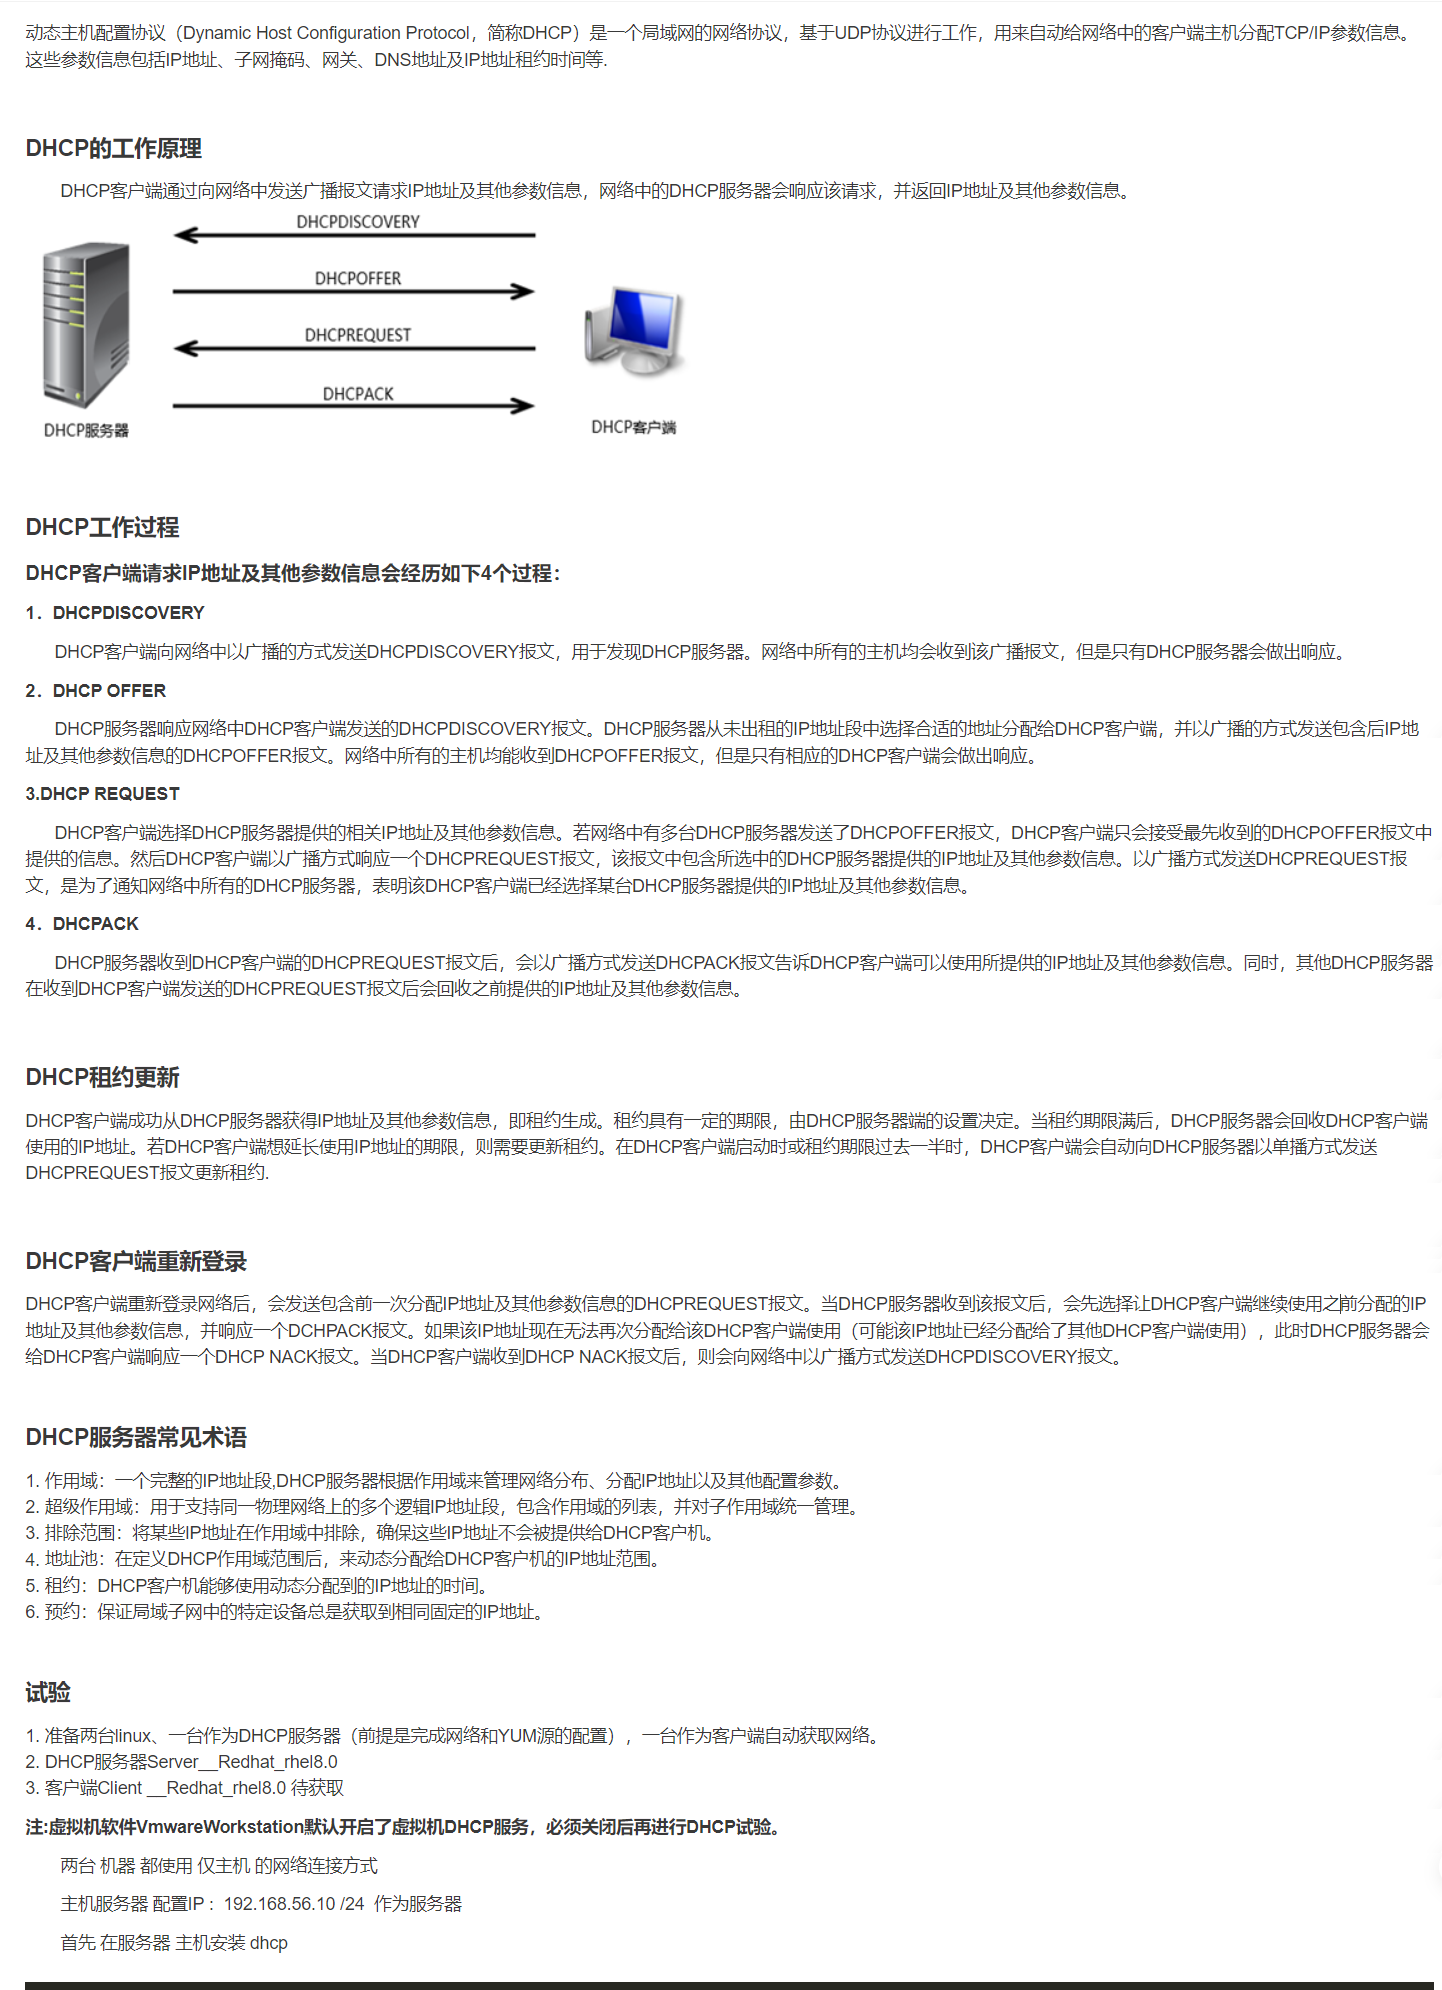 动态主机配置协议（Dynamic Host Configuration Protocol，简称DHCP）是一个局域网的网络协议，基于UDP协议进行工作，用来自动给网络中的客户端主机分配TCP/IP参数信息。
这些参数信息包括IP地址、子网掩码、网关、DNS地址及IP地址租约时间等.
DHCP的工作原理
DHCP客户端通过向网络中发送广播报文请求IP地址及其他参数信息，网络中的DHCP服务器会响应该请求，并返回IP地址及其他参数信息。
DHCPDISCOVERY
DHCPOFFER
DHCPREQUEST
DHCPACK
DHCP服务器
DHCP客户端
DHCP工作过程
DHCP客户端请求IP地址及其他参数信息会经历如下4个过程：
1．DHCPDISCOVERY
DHCP客户端向网络中以广播的方式发送DHCPDISCOVERY报文，用于发现DHCP服务器。网络中所有的主机均会收到该广播报文，但是只有DHCP服务器会做出响应。
2．DHCP OFFER
DHCP服务器响应网络中DHCP客户端发送的DHCPDISCOVERY报文。DHCP服务器从未出租的IP地址段中选择合适的地址分配给DHCP客户端，并以广播的方式发送包含后IP地
址及其他参数信息的DHCPOFFER报文。网络中所有的主机均能收到DHCPOFFER报文，但是只有相应的DHCP客户端会做出响应。
3.DHCP REQUEST
DHCP客户端选择DHCP服务器提供的相关IP地址及其他参数信息。若网络中有多台DHCP服务器发送了DHCPOFFER报文，DHCP客户端只会接受最先收到的DHCPOFFER报文中
提供的信息。然后DHCP客户端以广播方式响应一个DHCPREQUEST报文，该报文中包含所选中的DHCP服务器提供的IP地址及其他参数信息。以广播方式发送DHCPREQUEST报
文，是为了通知网络中所有的DHCP服务器，表明该DHCP客户端已经选择某台DHCP服务器提供的IP地址及其他参数信息。
4．DHCPACK
DHCP服务器收到DHCP客户端的DHCPREQUEST报文后，会以广播方式发送DHCPACK报文告诉DHCP客户端可以使用所提供的IP地址及其他参数信息。同时，其他DHCP服务器
在收到DHCP客户端发送的DHCPREQUEST报文后会回收之前提供的IP地址及其他参数信息。
DHCP租约更新
DHCP客户端成功从DHCP服务器获得IP地址及其他参数信息，即租约生成。租约具有一定的期限，由DHCP服务器端的设置决定。当租约期限满后，DHCP服务器会回收DHCP客户端
使用的IP地址。若DHCP客户端想延长使用IP地址的期限，则需要更新租约。在DHCP客户端启动时或租约期限过去一半时，DHCP客户端会自动向DHCP服务器以单播方式发送
DHCPREQUEST报文更新租约.
DHCP客户端重新登录
DHCP客户端重新登录网络后，会发送包含前一次分配IP地址及其他参数信息的DHCPREQUEST报文。当DHCP服务器收到该报文后，会先选择让DHCP客户端继续使用之前分配的IP
地址及其他参数信息，并响应一个DCHPACK报文。如果该IP地址现在无法再次分配给该DHCP客户端使用（可能该IP地址已经分配给了其他DHCP客户端使用），此时DHCP服务器会
给DHCP客户端响应一个DHCP NACK报文。当DHCP客户端收到DHCP NACK报文后，则会向网络中以广播方式发送DHCPDISCOVERY报文。
DHCP服务器常见术语
1. 作用域：一个完整的IP地址段,DHCP服务器根据作用域来管理网络分布、分配IP地址以及其他配置参数。
2. 超级作用域：用于支持同一物理网络上的多个逻辑IP地址段，包含作用域的列表，并对子作用域统一管理。
3. 排除范围：将某些IP地址在作用域中排除，确保这些IP地址不会被提供给DHCP客户机。
4. 地址池：在定义DHCP作用域范围后，来动态分配给DHCP客户机的IP地址范围。
5. 租约：DHCP客户机能够使用动态分配到的IP地址的时间。
6. 预约：保证局域子网中的特定设备总是获取到相同固定的IP地址。
试验
1. 准备两台linux、一台作为DHCP服务器（前提是完成网络和YUM源的配置），一台作为客户端自动获取网络。
2. DHCP服务器Server__Redhat_rhel8.0
3. 客户端Client __Redhat_rhel8.0 待获取
注:虚拟机软件VmwareWorkstation默认开启了虚拟机DHCP服务，必须关闭后再进行DHCP试验。
两台 机器 都使用 仅主机 的网络连接方式
主机服务器 配置IP： 192.168.56.10 /24  作为服务器
首先 在服务器 主机安装 dhcp